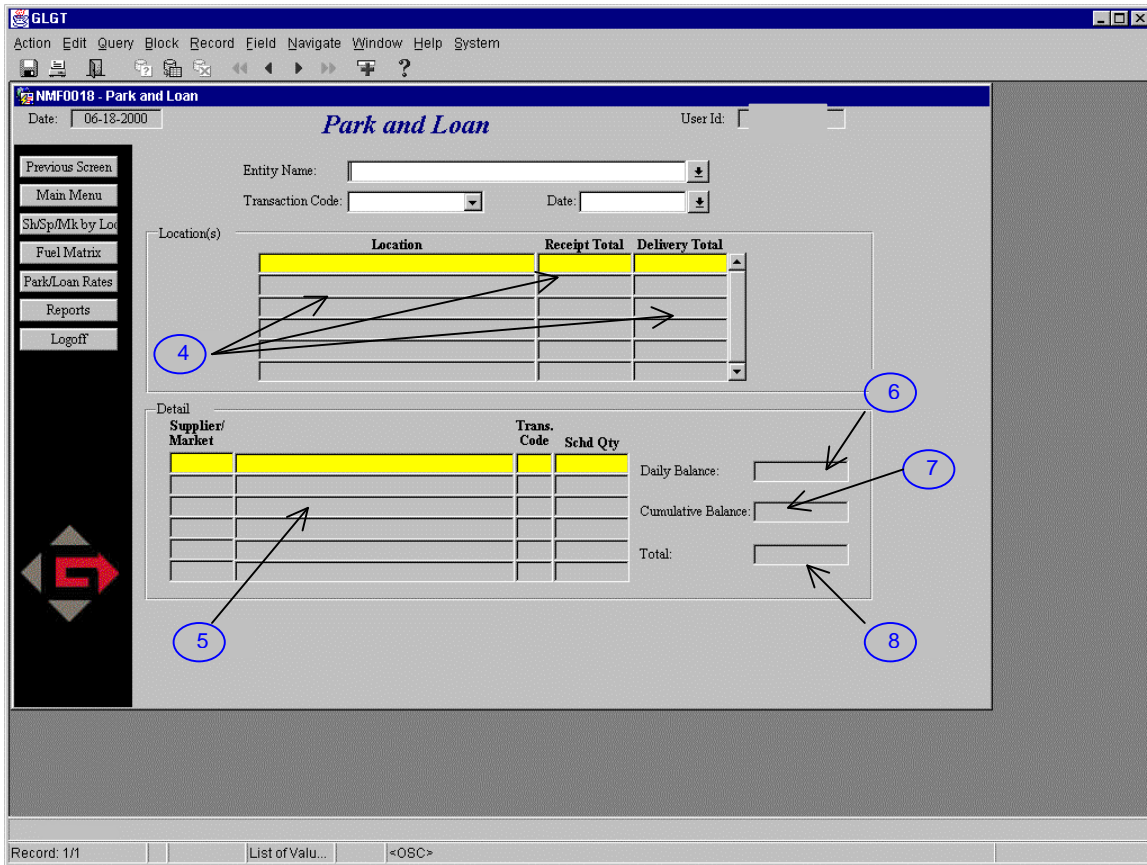 GLGT
Action Edit Query Block Record Field Navigate Window Help System
?
NMF0018 - Park and Loan
Date: 06-18-2000
Park and Loan
User Id:
Previous Screen
Main Menu
Sh/Sp/Mk by Loc
Fuel Matrix
Park/Loan Rates
Reports
Logoff
Entity Name:
Transaction Code:
Date:
Location(s)
Location Receipt Total Delivery Total
4
6
Detail
Supplier/
Market
Trans.
Code
Schd Qty
Daily Balance:
7
Cumulative Balance:
Total:
5
8
Record: 1/1
List of Valu...
<OSC>